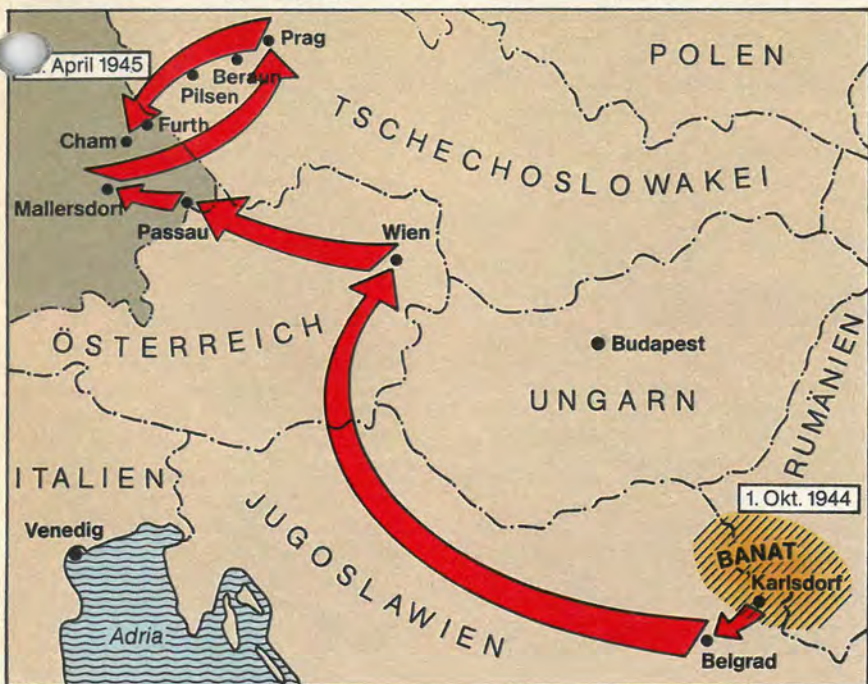 Prag
POLEN
April 1945
Beraun
Pilsen
TSCHECHOSLOWAKEI
Furth
Cham
Mallersdorf
Passau
Wien
ÖSTERREICH
Budapest
UNGARN
RUMÄNIEN
ITALIEN
1. Okt. 1944
Venedig
JUGOSLAWIEN
BANAT
Karlsdorf
Adria
Belgrad